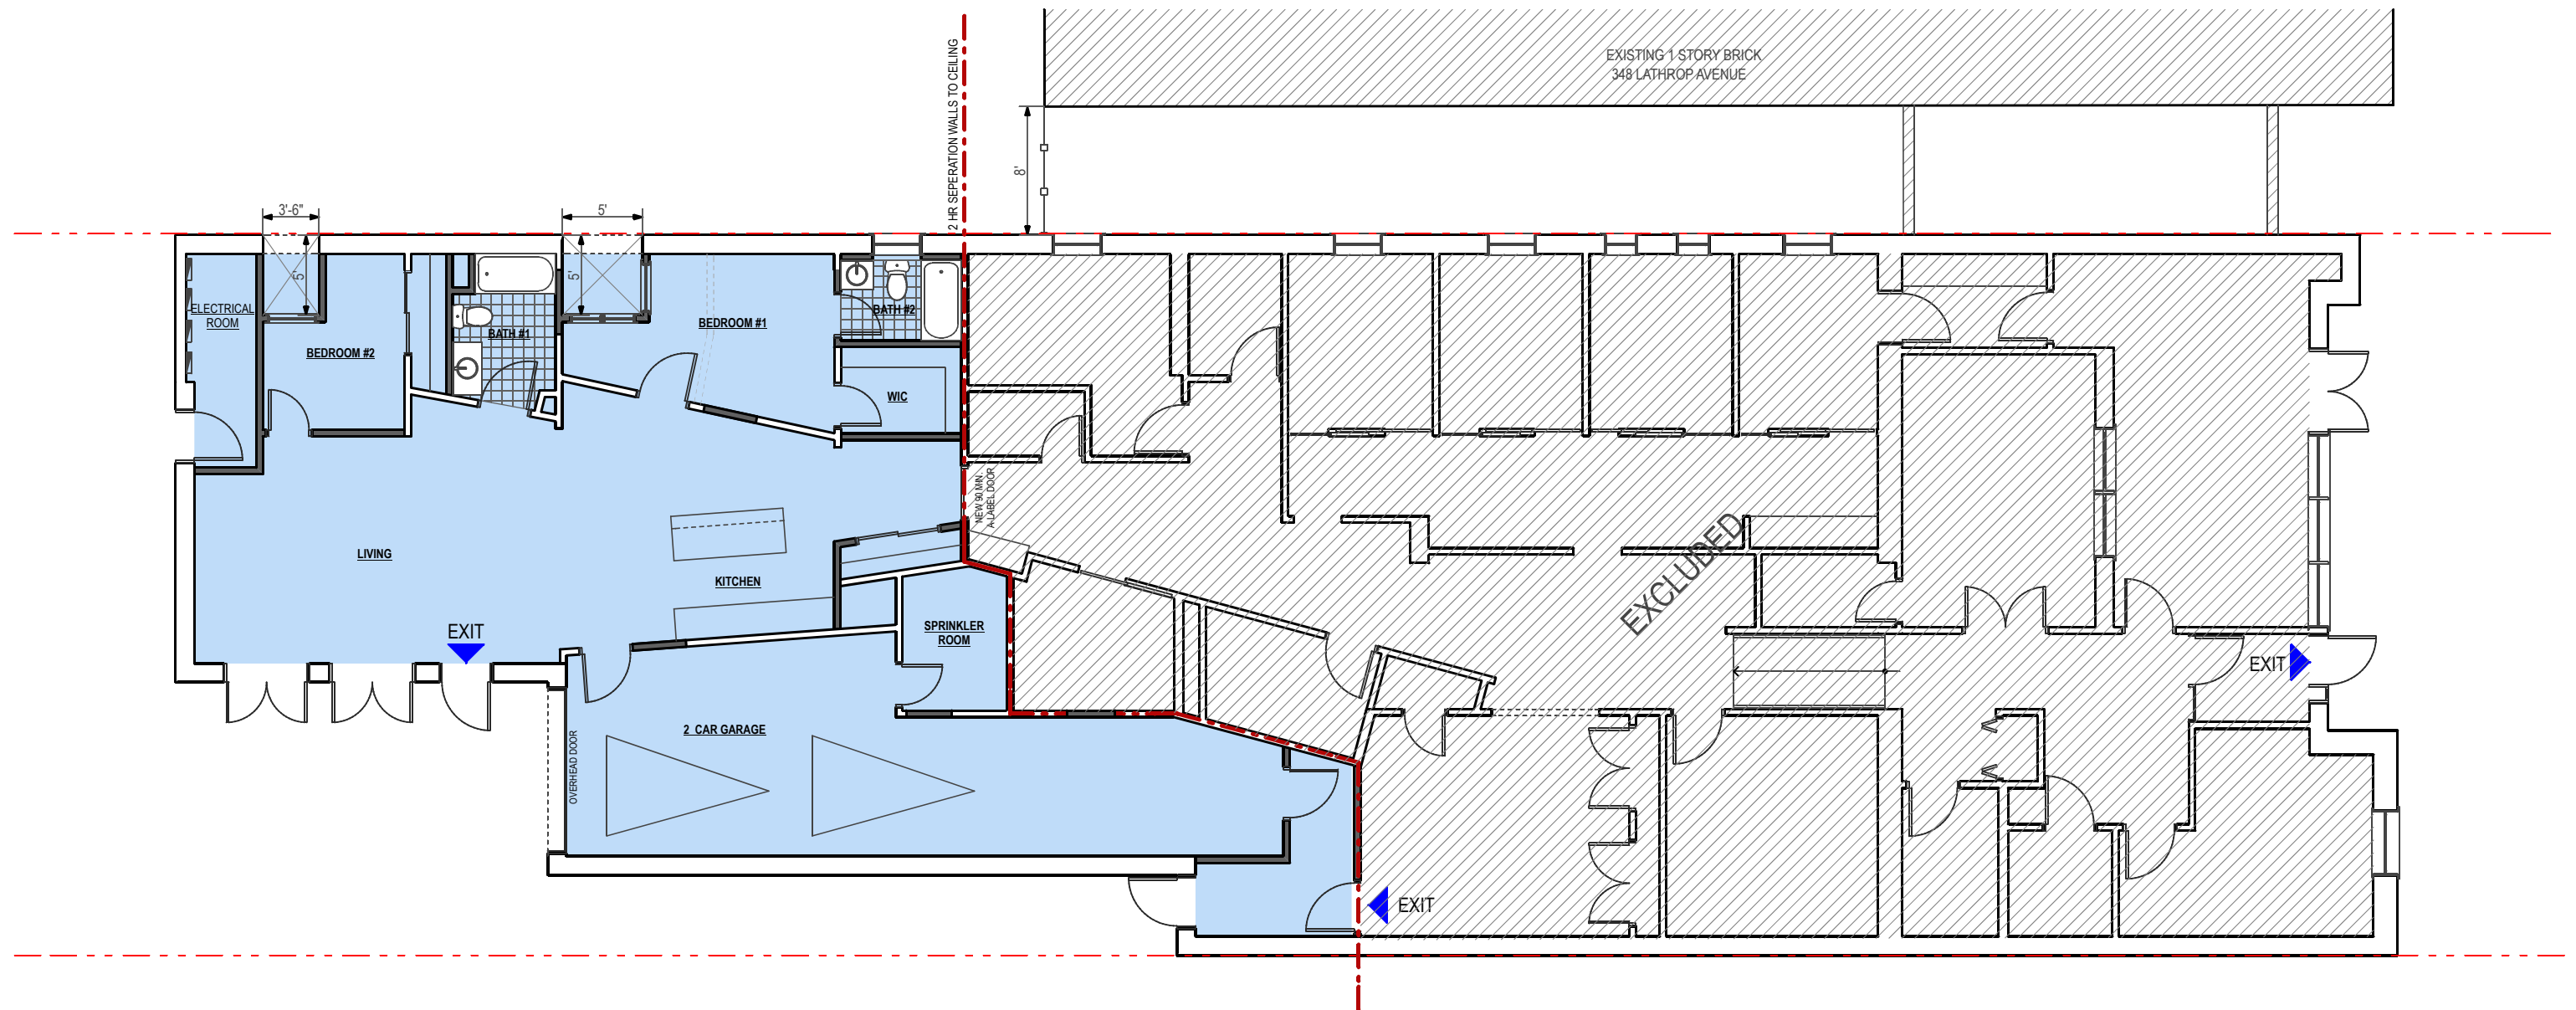 EXISTING 1 STORY BRICK
348 LATHROP AVENUE
2 HR SEPERATION WALLS TO CEILING
8'
3'-6"
5'
5'
5'
ELECTRICAL
ROOM
BEDROOM #2
BATH #1
BEDROOM #1
BATH #2
WIC
NEW 90 MIN.
A-LABEL DOOR
LIVING
KITCHEN
EXCLUDED
SPRINKLER
ROOM
EXIT
EXIT
2 CAR GARAGE
OVERHEAD DOOR
EXIT